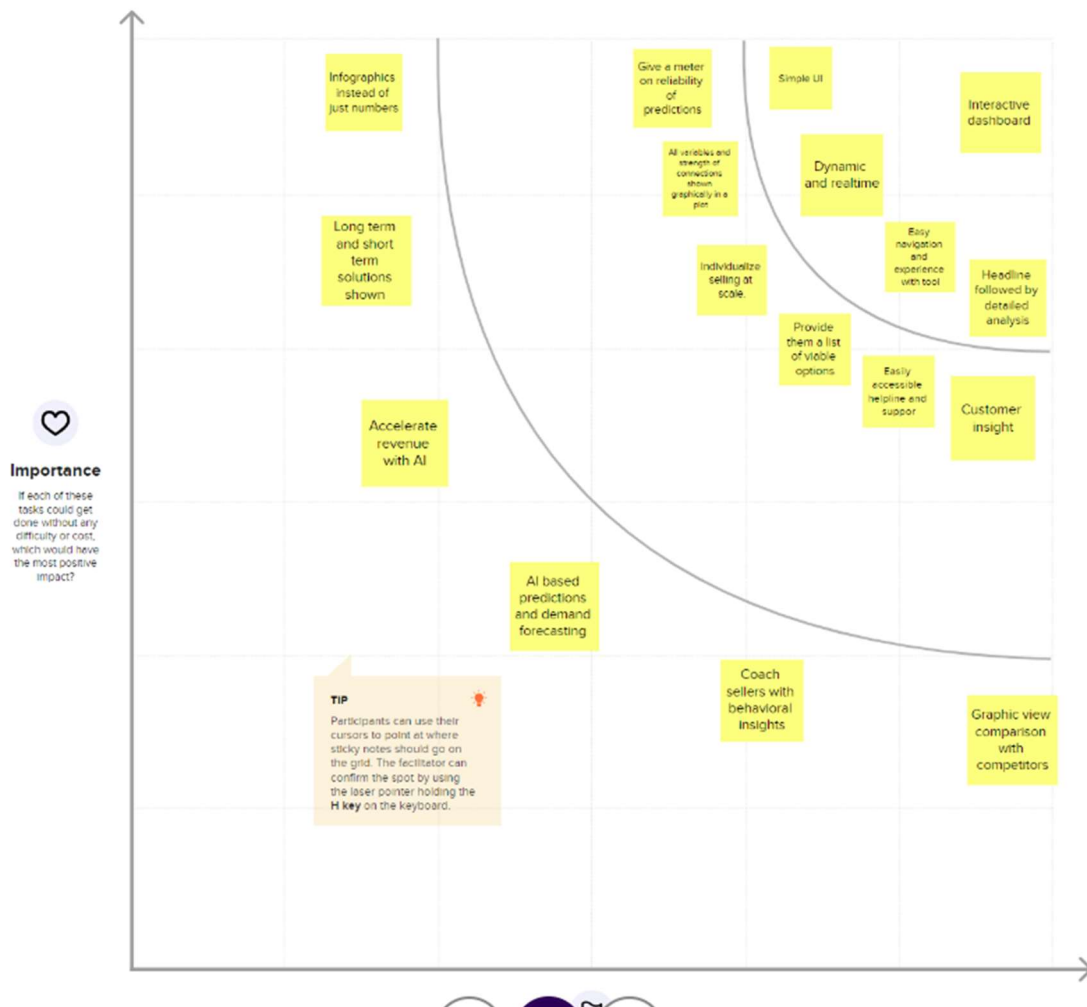 Infographics
instead of
just numbers
Give a meter
on reliability
of
predictions
Simple UI
Interactive
dashboard
All variables and
strength of
connections
shown
graphically in a
plot
Dynamic
and realtime
Long term
and short
term
solutions
shown
Individualize
selling at
scale.
Easy
navigation
and
experience
with tool
Headline
followed by
detailed
analysis
Provide
them a list
of viable
options
Easily
accessible
helpline and
suppor
Customer
insight
Accelerate
revenue
with AI
Importance
If each of these
tasks could get
done without any
difficulty or cost,
which would have
the most positive
impact?
AI based
predictions
and demand
forecasting
Coach
sellers with
behavioral
insights
Graphic view
comparison
with
competitors
TIP
Participants can use their
cursors to point at where
sticky notes should go on
the grid. The facilitator can
confirm the spot by using
the laser pointer holding the
H key on the keyboard.